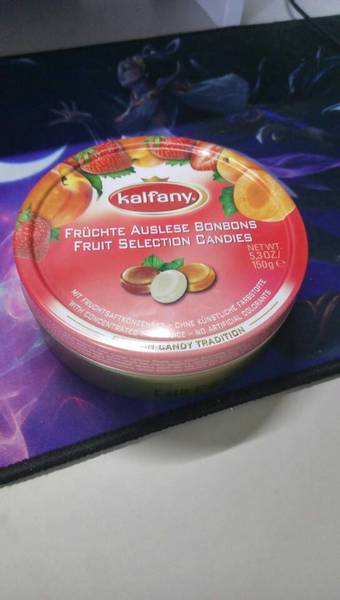 kalfany
FRÜCHTE AUSLESE BONBONS
FRUIT SELECTION CANDIES
NET WT.
5,3 OZ/
150g e
MIT FRUCHTSAFTKONZENTRAT - OHNE KÜNSTLICHE FARBSTOFFE
WITH CONCENTRATED JUICE - NO ARTIFICIAL COLORANTS
CANDY TRADITION